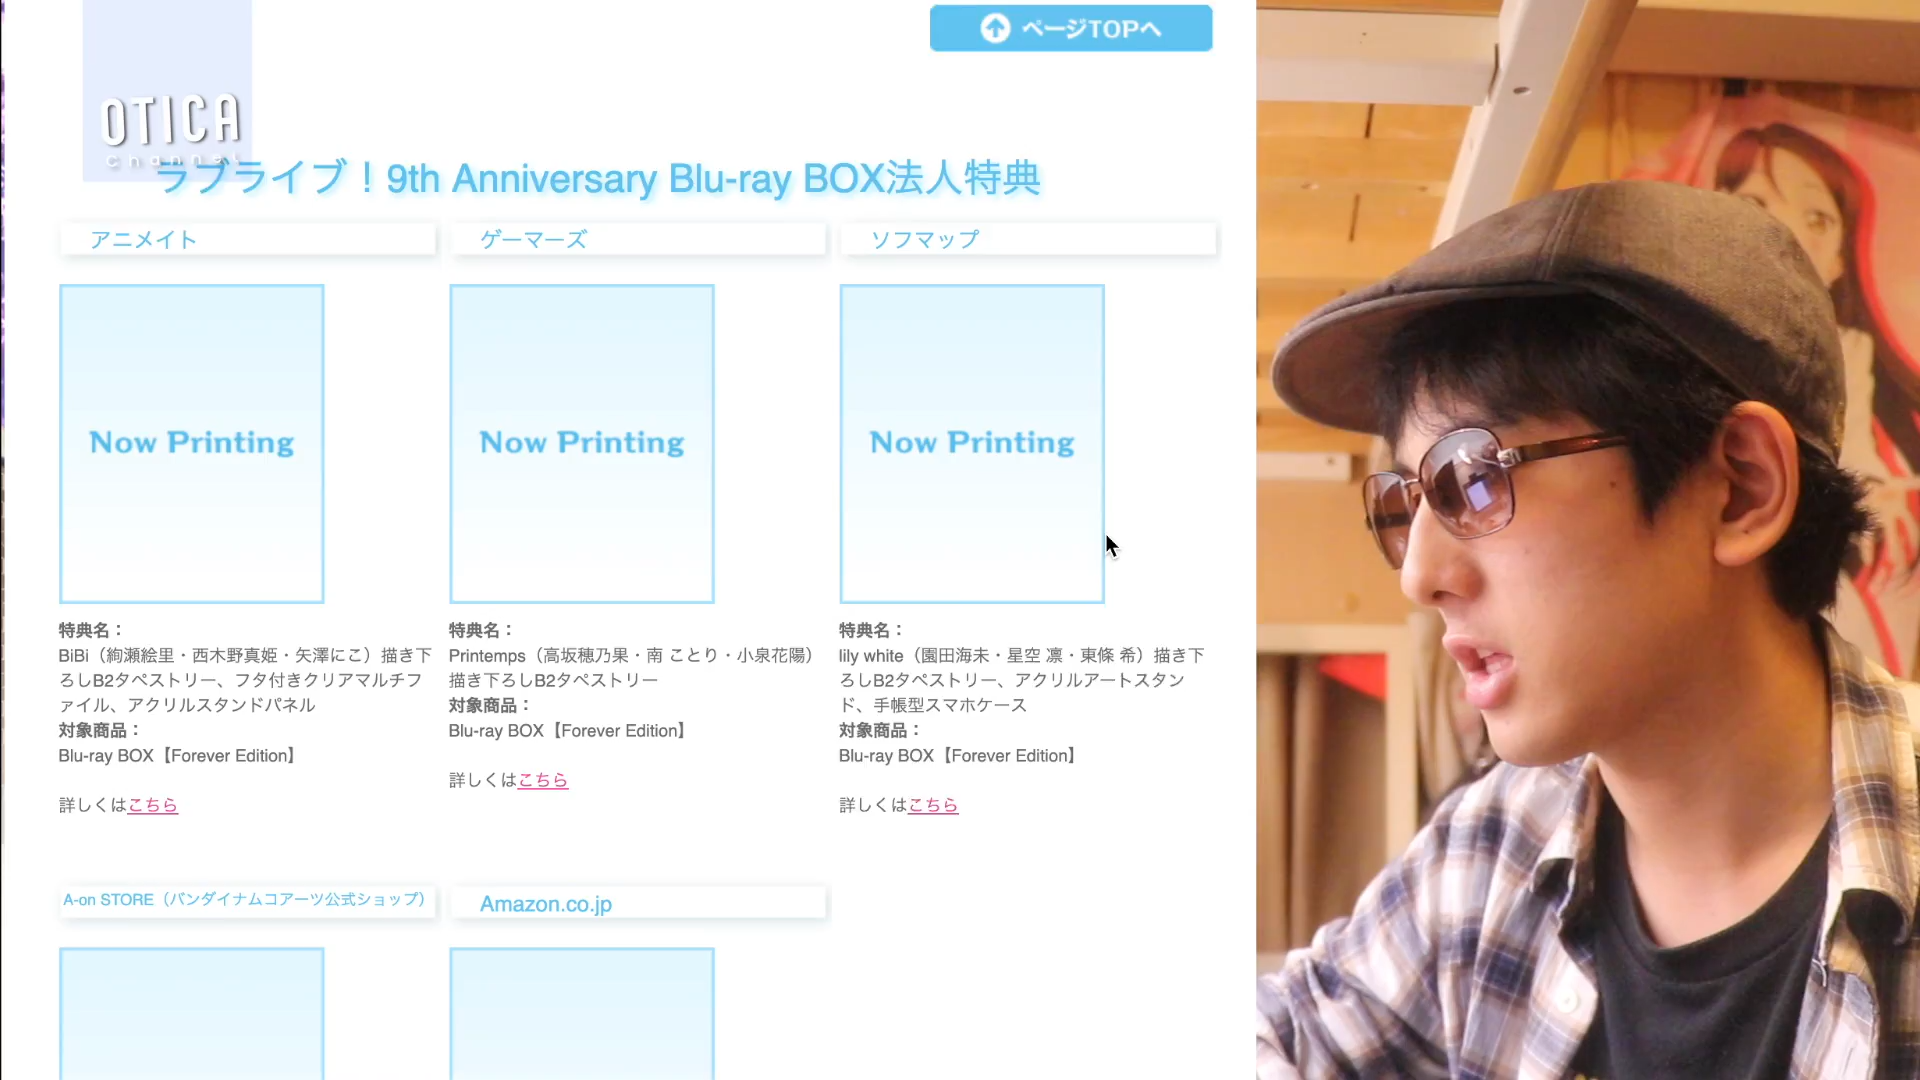 ページTOPへ
OTICA
Channel
ラブライブ！9th Anniversary Blu-ray BOX法人特典
アニメイト
ゲーマーズ
ソフマップ
Now Printing
Now Printing
Now Printing
特典名：
BiBi（絢瀬絵里・西木野真姫・矢澤にこ）描き下
ろしB2タペストリー、フタ付きクリアマルチフ
ァイル、アクリルスタンドパネル
対象商品：
Blu-ray BOX【Forever Edition】
詳しくはこちら
特典名：
Printemps（高坂穂乃果・南 ことり・小泉花陽）
描き下ろしB2タペストリー
対象商品：
Blu-ray BOX【Forever Edition】
詳しくはこちら
特典名：
lily white（園田海未・星空 凛・東條 希）描き下
ろしB2タペストリー、アクリルアートスタン
ド、手帳型スマホケース
対象商品：
Blu-ray BOX【Forever Edition】
詳しくはこちら
A-on STORE（バンダイナムコアーツ公式ショップ）
Amazon.co.jp